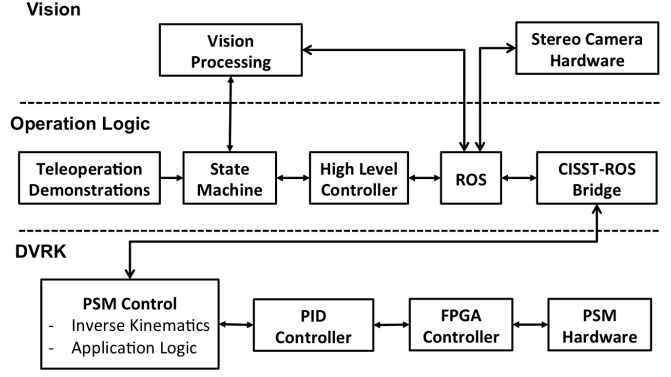 Vision
Vision
Processing
Stereo Camera
Hardware
Operation Logic
Teleoperation
Demonstrations
State
Machine
High Level
Controller
ROS
CISST-ROS
Bridge
DVRK
PSM Control
- Inverse Kinematics
- Application Logic
PID
Controller
FPGA
Controller
PSM
Hardware